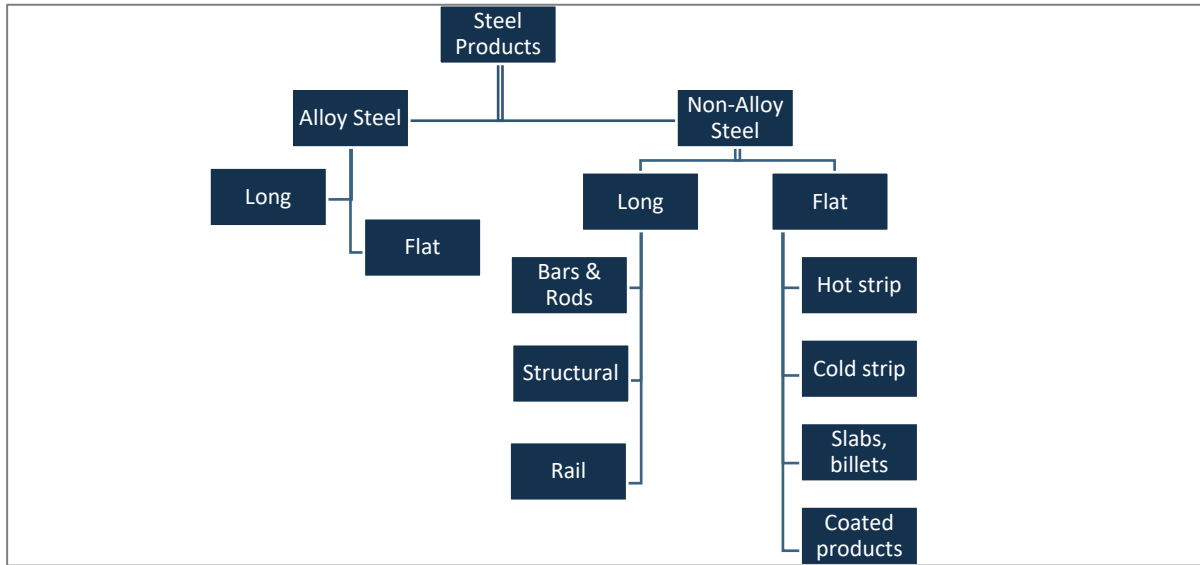 Steel
Products
Alloy Steel
Non-Alloy
Steel
Long
Flat
Long
Flat
Bars &
Rods
Structural
Rail
Hot strip
Cold strip
Slabs,
billets
Coated
products